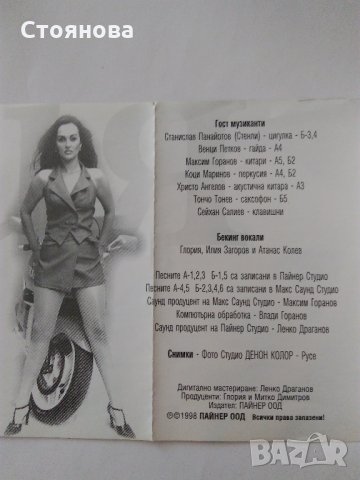 Стоянова
Гост музиканти
Станислав Панайотов (Стенли) - цигулка - Б-3,4
Венци Петков - гайда - А4
Максим Горанов - китари - А5, Б2
Коци Маринов - перкусия - А4, Б2
Христо Ангелов - акустична китара - А3
Тончо Тонев - саксофон - Б5
Сейхан Салиев - клавишни
Бекинг вокали
Глория, Илия Загоров и Атанас Колев
Песните А-1,2,3 Б-1,5 са записани в Пайнер Студио
Песните А-4,5 Б-2,3,4,6 са записани в Макс Саунд Студио
Саунд продуцент на Макс Саунд Студио - Максим Горанов
Компютърна обработка - Влади Горанов
Саунд продуцент на Пайнер Студио - Ленко Драганов
Снимки - Фото Студио ДЕНОН КОЛОР - Русе
Дигитално мастериране: Ленко Драганов
Продуценти: Глория и Митко Димитров
Издател: ПАЙНЕР ООД
℗©1998 ПАЙНЕР ООД Всички права запазени!
bazar